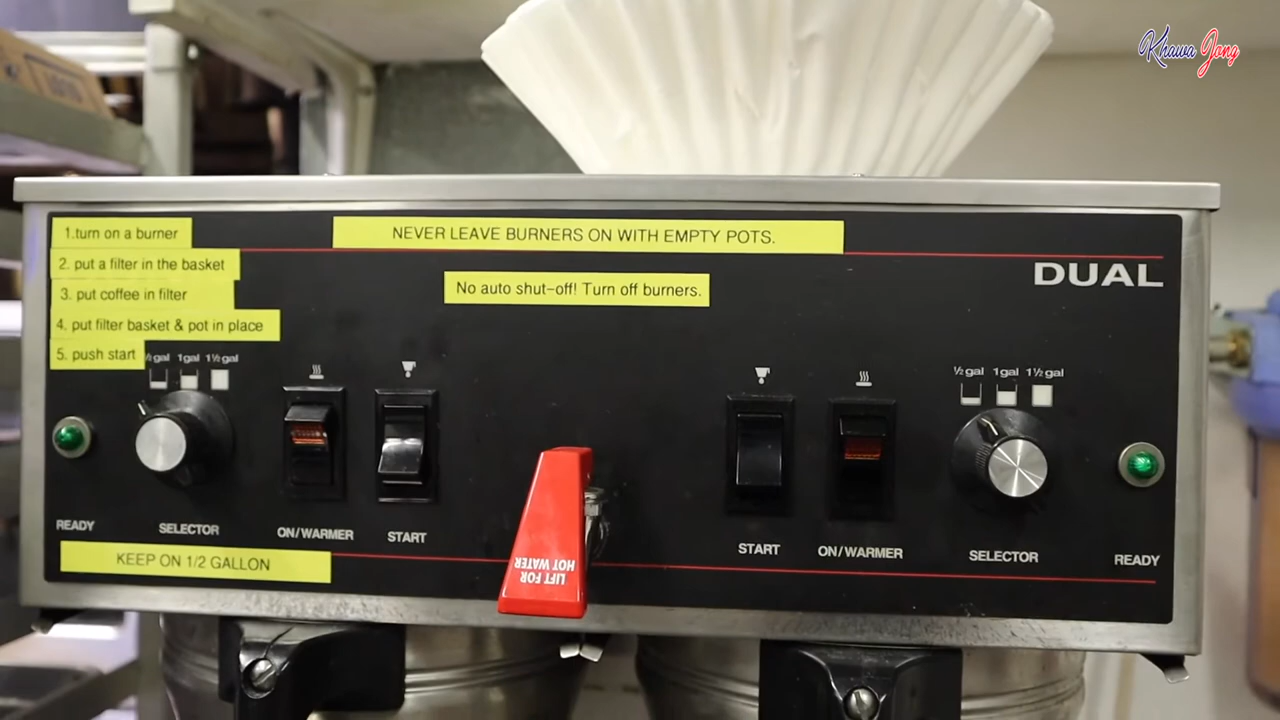 Khawa Jong
1.turn on a burner
NEVER LEAVE BURNERS ON WITH EMPTY POTS.
2. put a filter in the basket
DUAL
3. put coffee in filter
No auto shut-off! Turn off burners.
4. put filter basket & pot in place
5. push start
½ gal 1gal 1½ gal
½ gal 1gal 1½ gal
READY
SELECTOR
ON/WARMER
START
START
ON/WARMER
SELECTOR
READY
KEEP ON 1/2 GALLON
LIFT FOR
HOT WATER